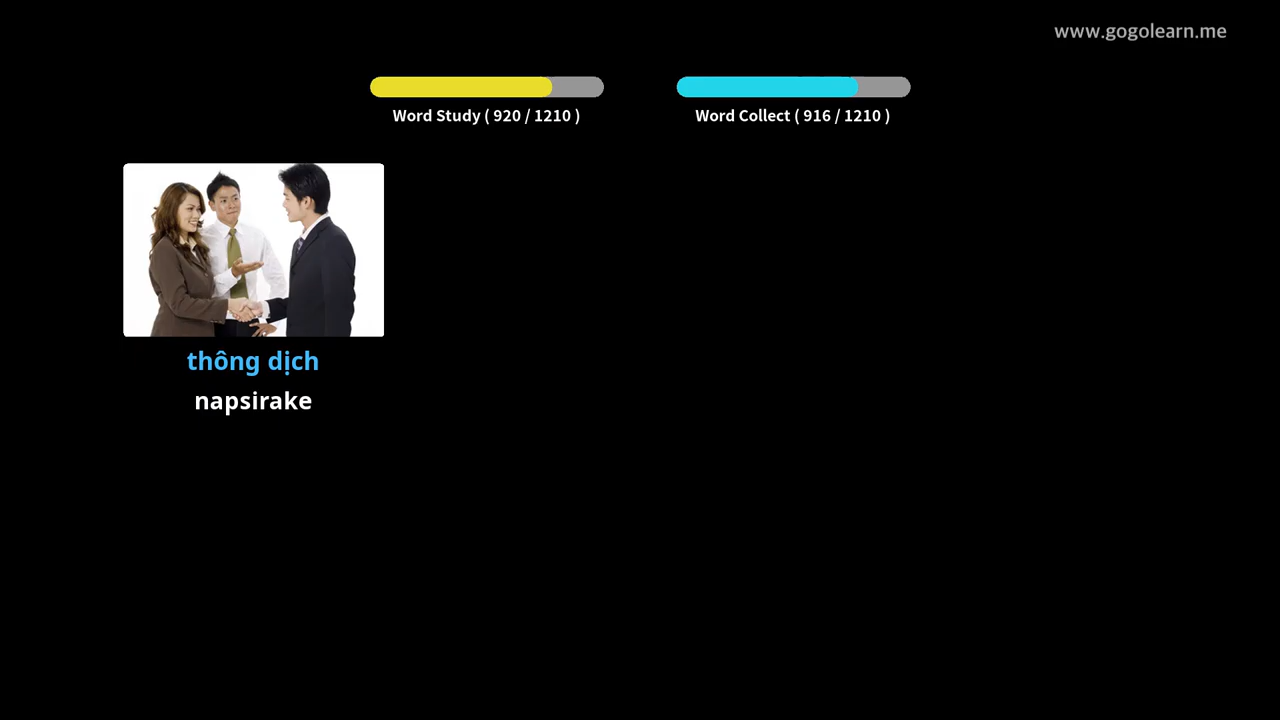 www.gogolearn.me
Word Study ( 920 / 1210 )
Word Collect ( 916 / 1210 )
thông dịch
napsirake